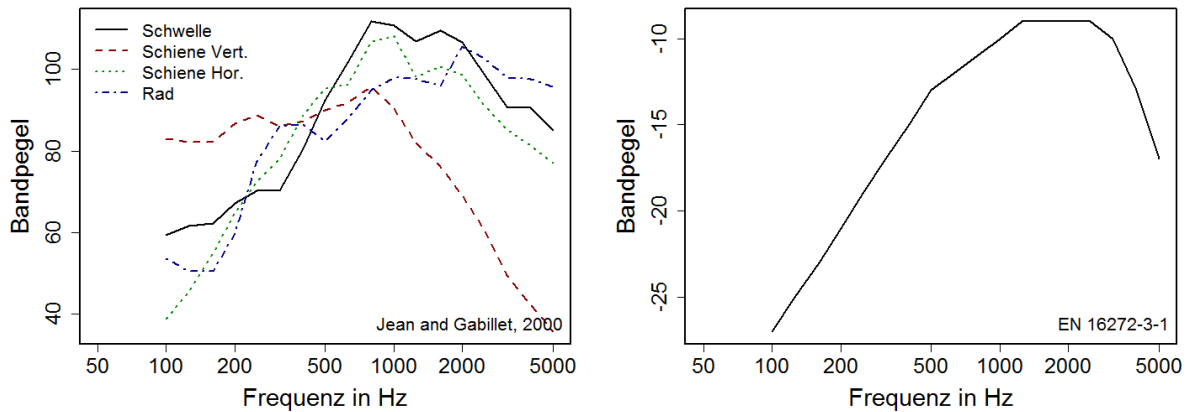 Schwelle
Schiene Vert.
Schiene Hor.
Rad
Bandpegel
100
80
60
40
Jean and Gabillet, 2000
50 100 200 500 1000 2000 5000
Frequenz in Hz
Bandpegel
-10
-15
-20
-25
EN 16272-3-1
50 100 200 500 1000 2000 5000
Frequenz in Hz